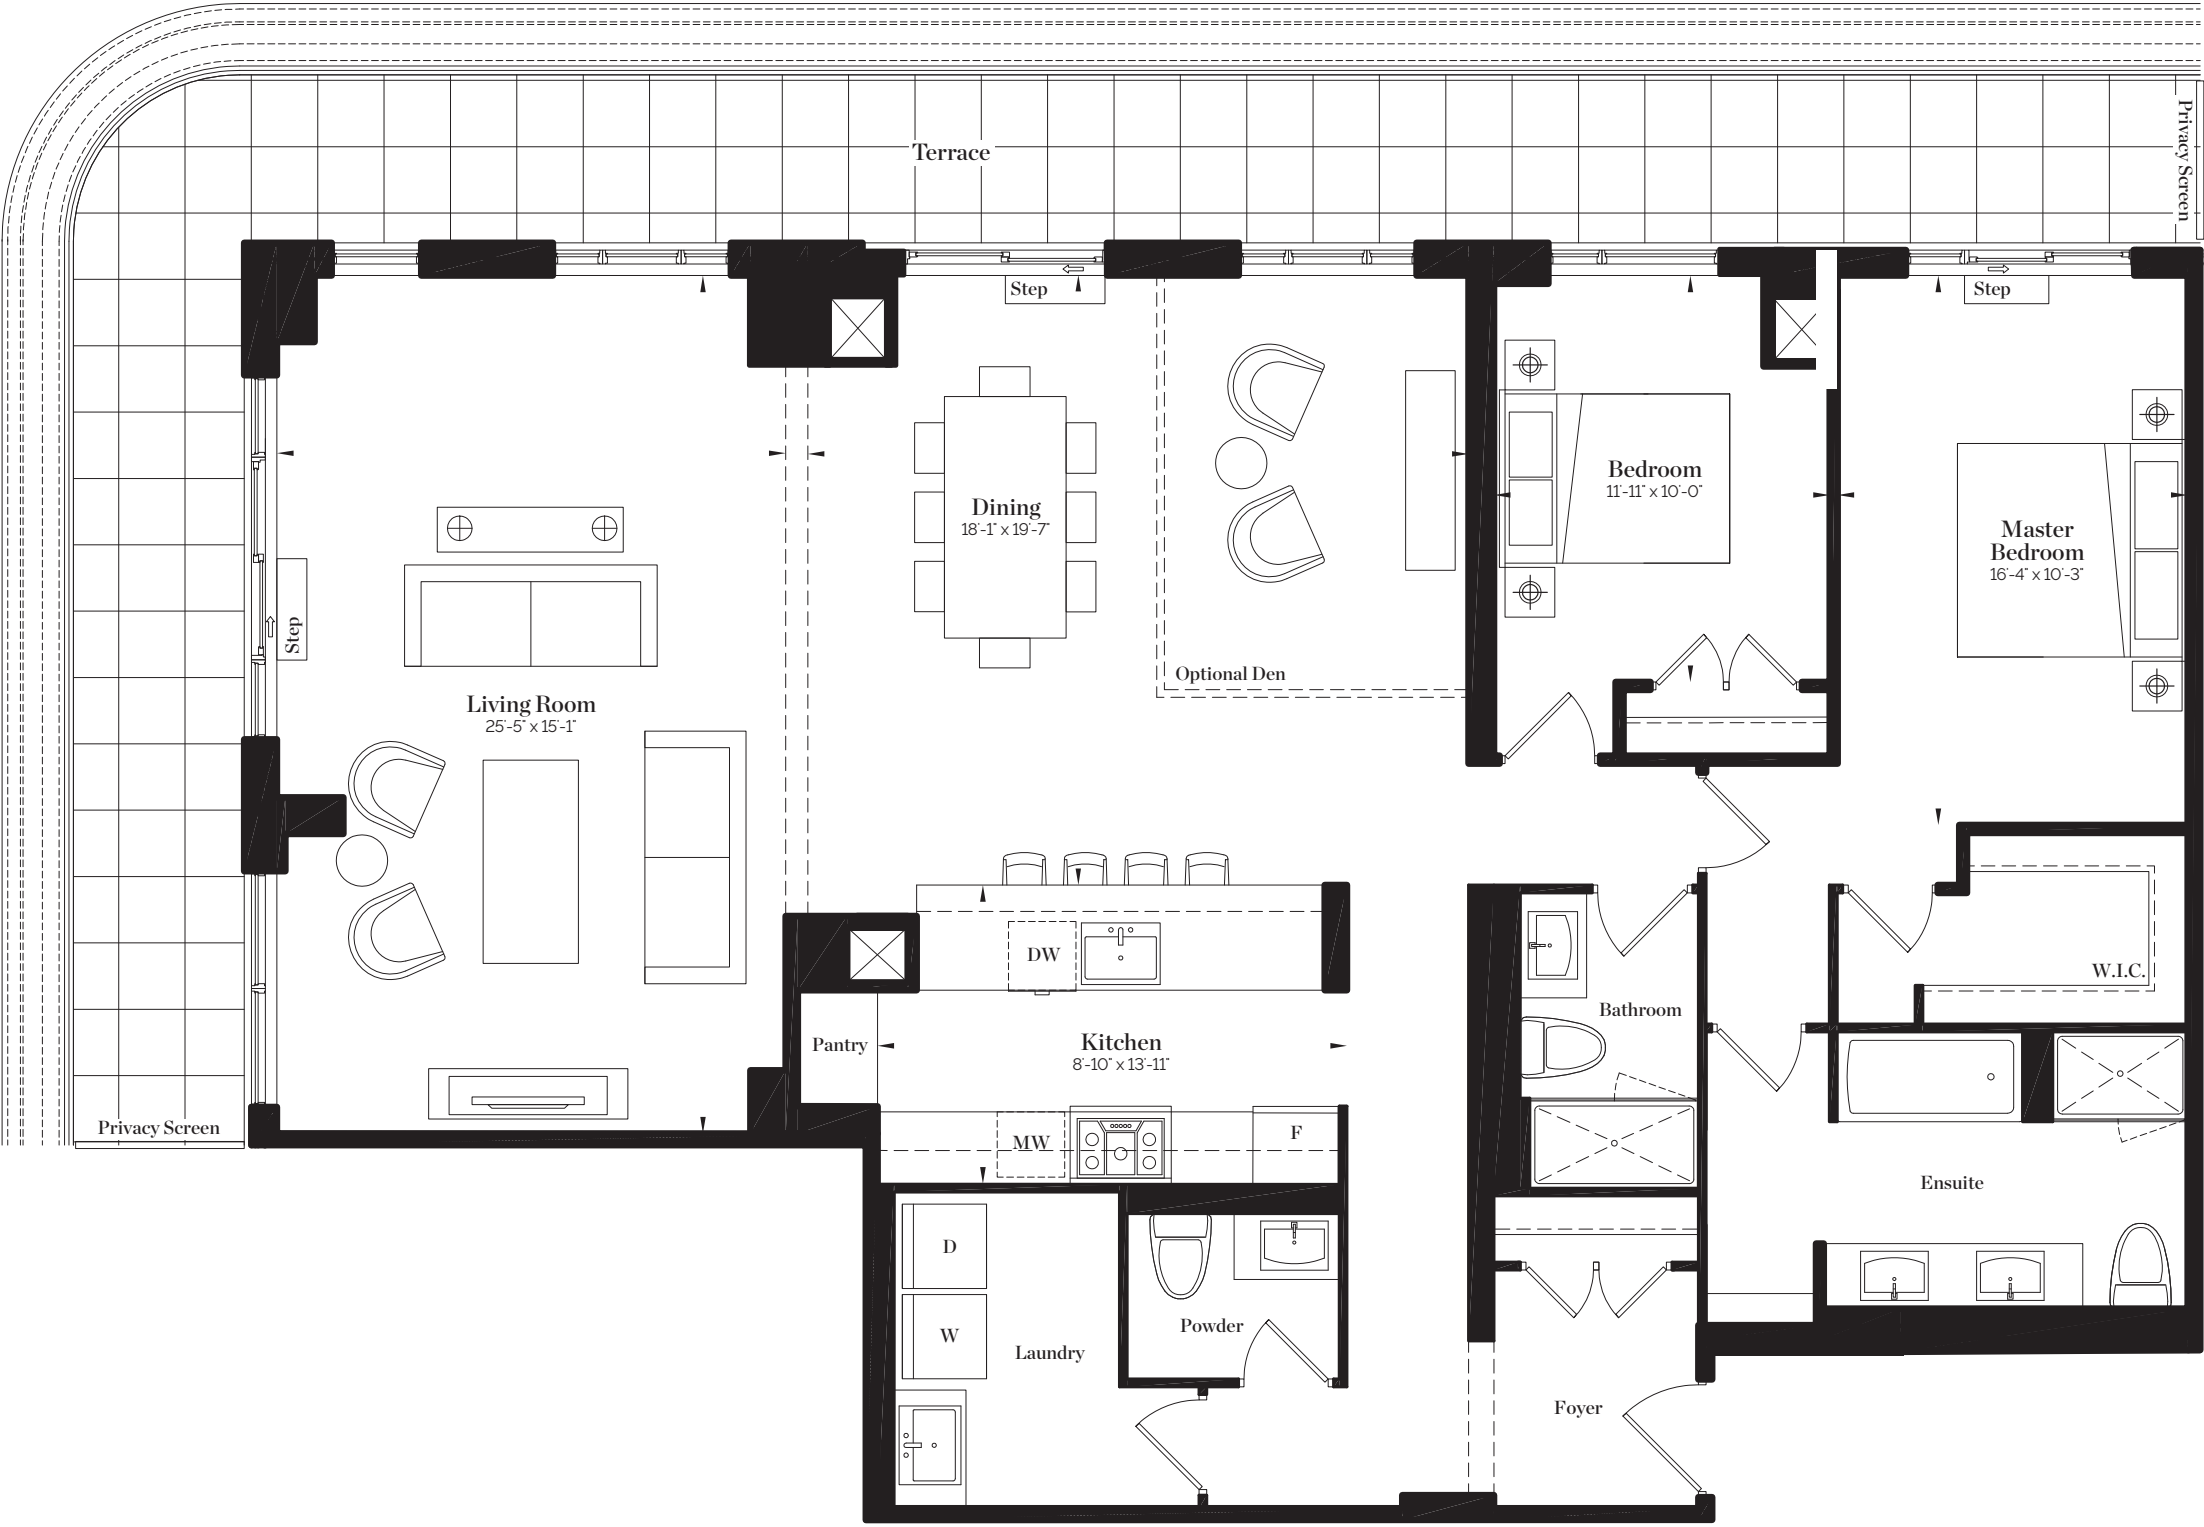 Terrace
Privacy Screen
Step
Step
Bedroom
11'-11" x 10'-0"
Dining
18'-1" x 19'-7"
Master
Bedroom
16'-4" x 10'-3"
Step
Optional Den
Living Room
25'-5" x 15'-1"
DW
W.I.C.
Bathroom
Pantry
Kitchen
8'-10" x 13'-11"
Privacy Screen
MW
F
Ensuite
D
W
Powder
Laundry
Foyer